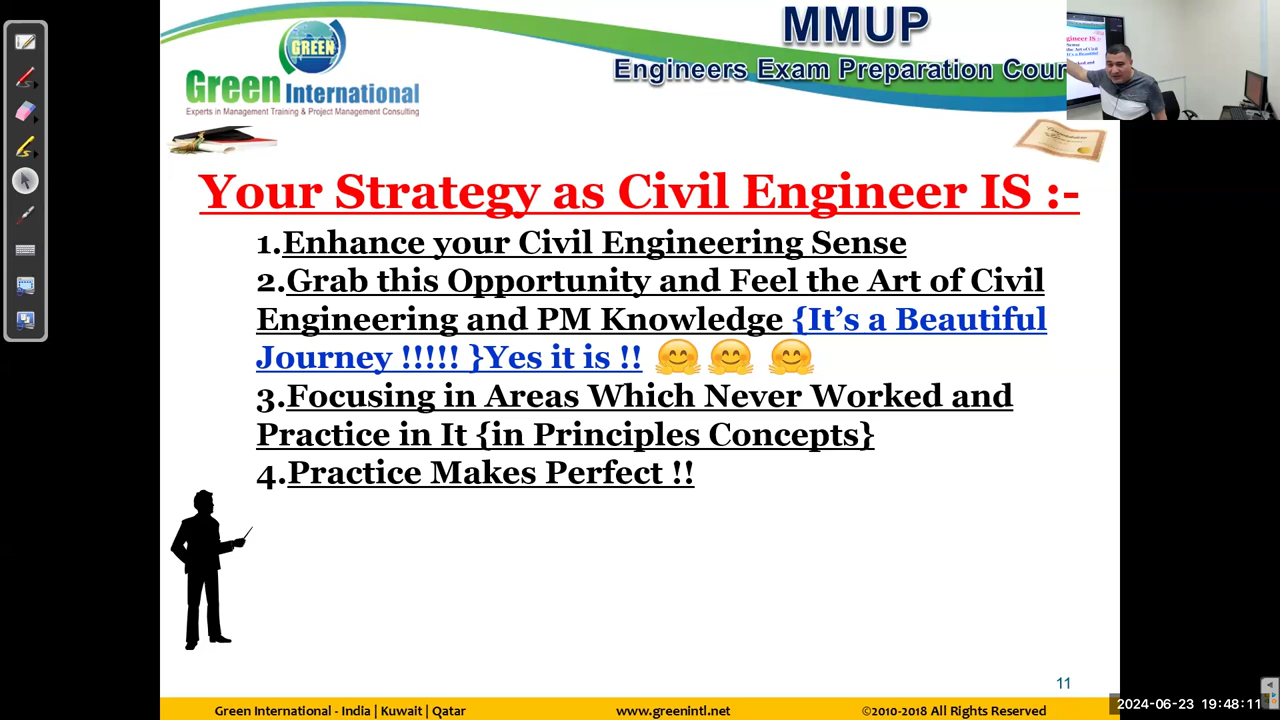 MMUP
Engineers Exam Preparation Cour
GREEN
Green International
Experts in Management Training & Project Management Consulting
Your Strategy as Civil Engineer IS :-
1.Enhance your Civil Engineering Sense
2.Grab this Opportunity and Feel the Art of Civil
Engineering and PM Knowledge {It's a Beautiful
Journey !!!!! }Yes it is !! 🤗 🤗 🤗
3.Focusing in Areas Which Never Worked and
Practice in It {in Principles Concepts}
4.Practice Makes Perfect !!
11
Green International - India | Kuwait | Qatar
www.greenintl.net
©2010-2018 All Rights Reserved
2024-06-23 19:48:11